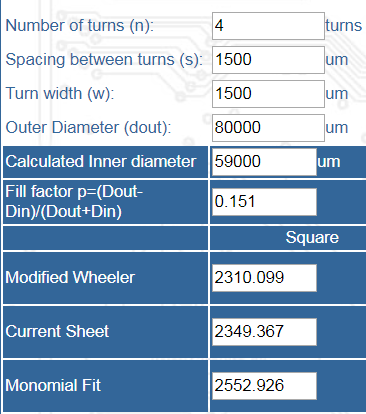 Number of turns (n): 4 turns
Spacing between turns (s): 1500 um
Turn width (w): 1500 um
Outer Diameter (dout): 80000 um
Calculated Inner diameter 59000 um
Fill factor p=(Dout-
Din)/(Dout+Din) 0.151
Square
Modified Wheeler 2310.099
Current Sheet 2349.367
Monomial Fit 2552.926